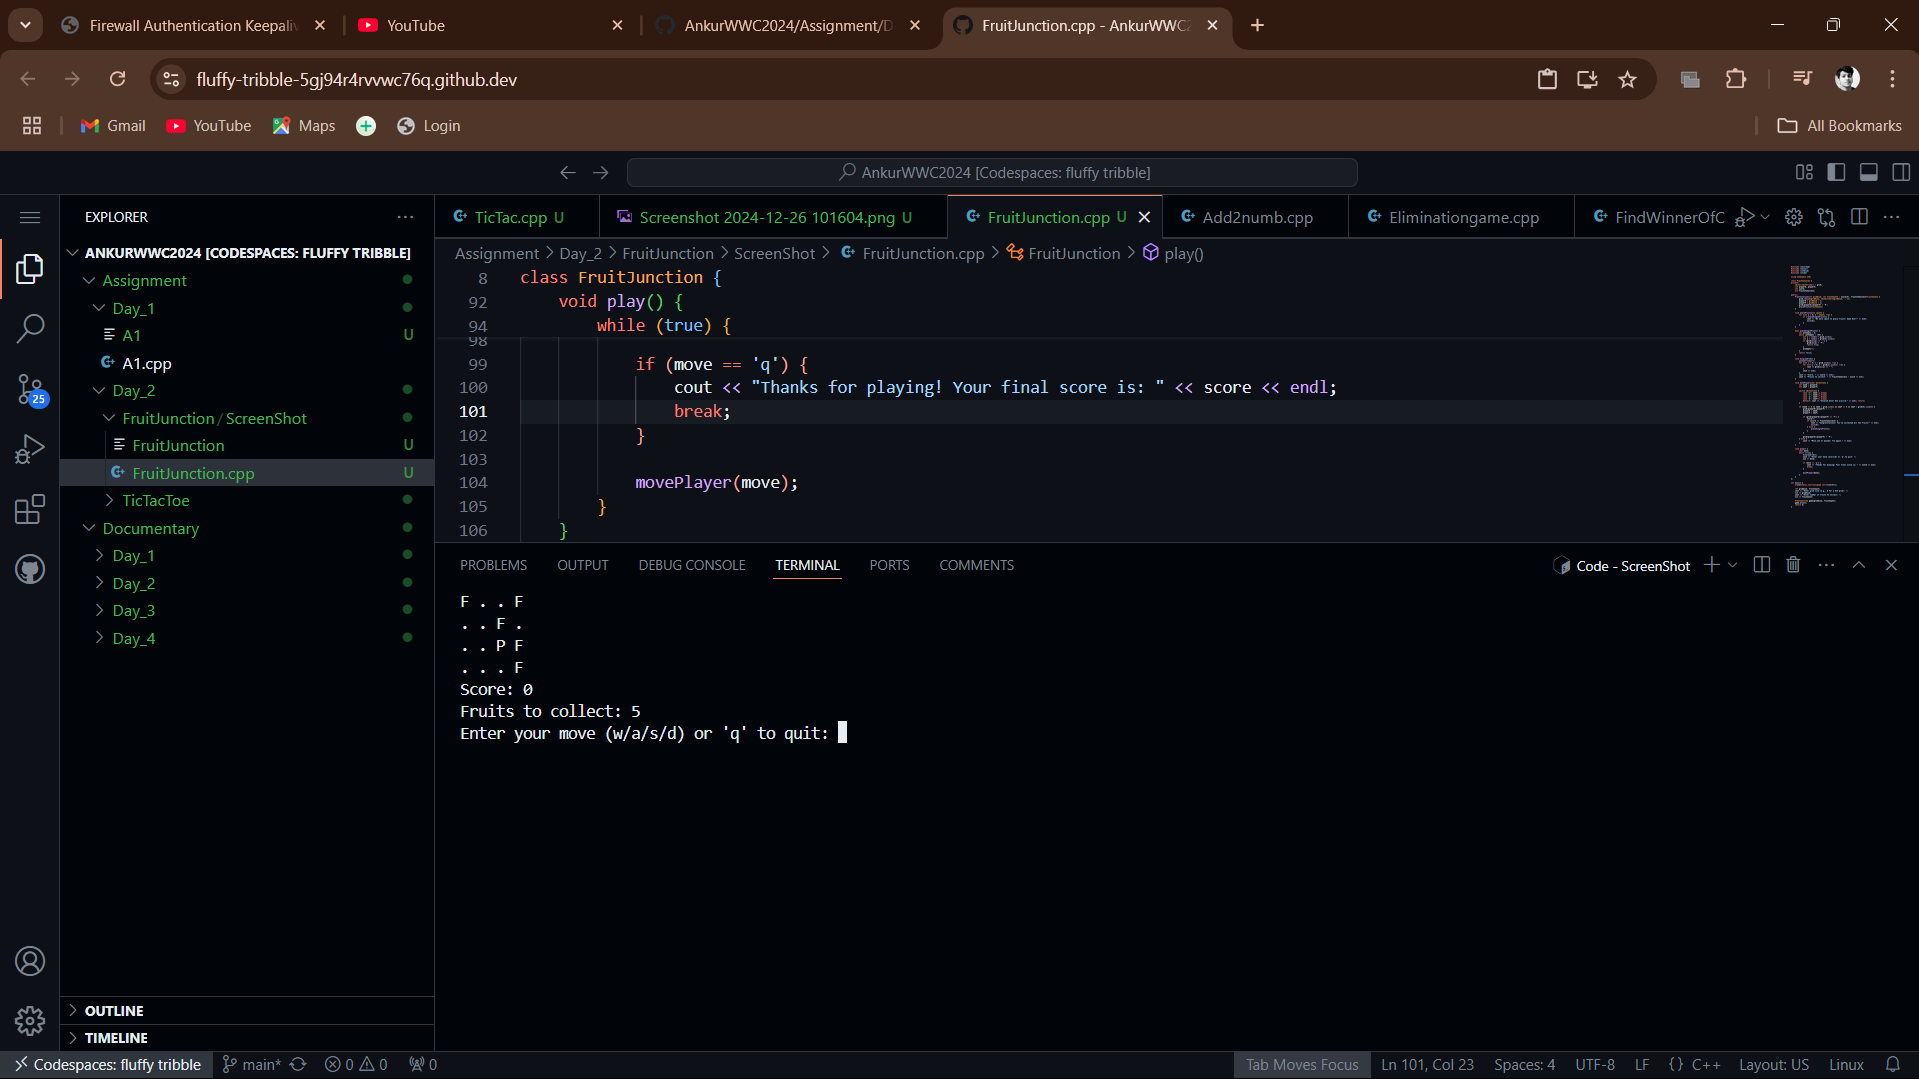 Firewall Authentication Keepaliv
YouTube
AnkurWWC2024/Assignment/D
FruitJunction.cpp - AnkurWWC2
fluffy-tribble-5gj94r4rvvwc76q.github.dev
Gmail
YouTube
Maps
Login
All Bookmarks
AnkurWWC2024 [Codespaces: fluffy tribble]
EXPLORER
TicTac.cpp U
Screenshot 2024-12-26 101604.png U
FruitJunction.cpp U
Add2numb.cpp
Eliminationgame.cpp
FindWinnerOfC
ANKURWWC2024 [CODESPACES: FLUFFY TRIBBLE]
Assignment
Day_1
A1 U
A1.cpp
Day_2
FruitJunction / ScreenShot
FruitJunction U
FruitJunction.cpp U
TicTacToe
Documentary
Day_1
Day_2
Day_3
Day_4
25
OUTLINE
TIMELINE
Assignment > Day_2 > FruitJunction > ScreenShot > FruitJunction.cpp > FruitJunction > play()
8 class FruitJunction {
92 void play() {
94 while (true) {
98
99 if (move == 'q') {
100 cout << "Thanks for playing! Your final score is: " << score << endl;
101 break;
102 }
103
104 movePlayer(move);
105 }
106 }
PROBLEMS OUTPUT DEBUG CONSOLE TERMINAL PORTS COMMENTS
Code - ScreenShot
F . . F
. . F .
. . P F
. . . F
Score: 0
Fruits to collect: 5
Enter your move (w/a/s/d) or 'q' to quit:
Codespaces: fluffy tribble
main*
0 0
0
Tab Moves Focus
Ln 101, Col 23
Spaces: 4
UTF-8
LF
{} C++
Layout: US
Linux